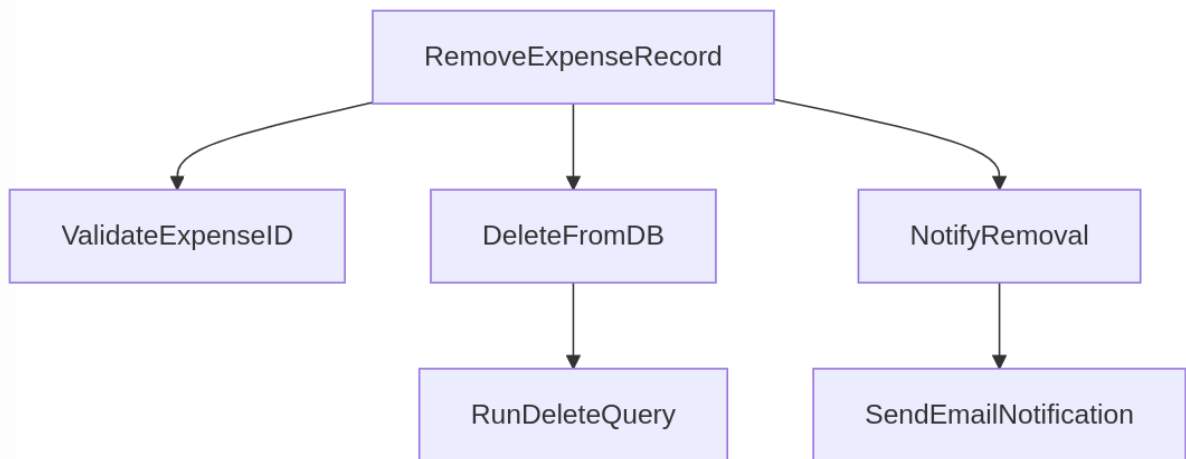 RemoveExpenseRecord
ValidateExpenseID
DeleteFromDB
NotifyRemoval
RunDeleteQuery
SendEmailNotification